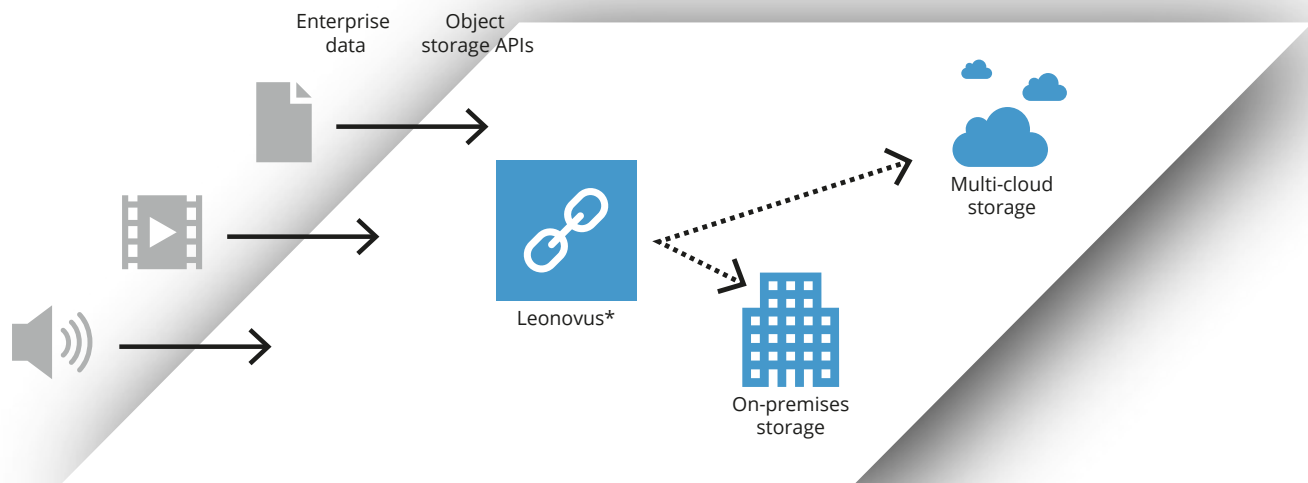 Enterprise
data
Object
storage APIs
Leonovus*
Multi-cloud
storage
On-premises
storage